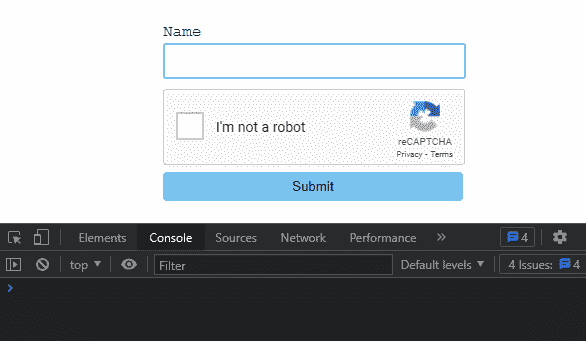 Name
I'm not a robot
reCAPTCHA
Privacy - Terms
Submit
Elements Console Sources Network Performance » 4
top Filter Default levels 4 Issues: 4